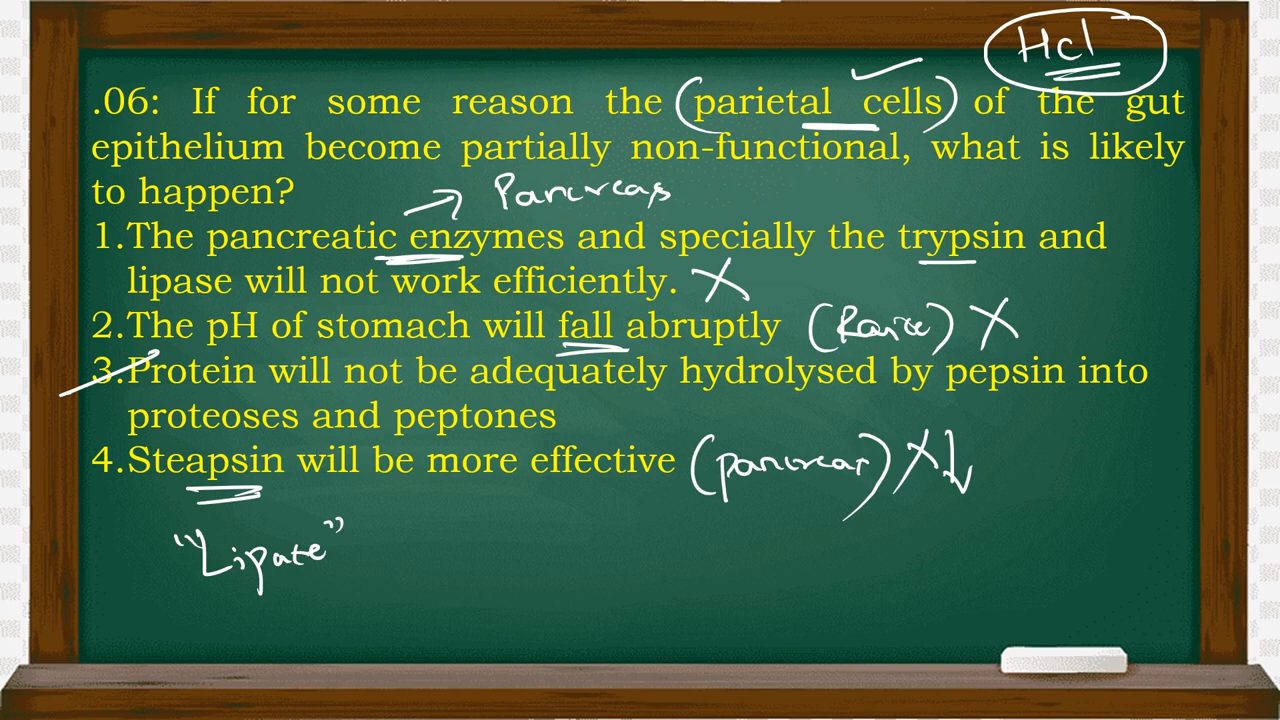 Hcl
.06: If for some reason the (parietal cells) of the gut
epithelium become partially non-functional, what is likely
to happen?
→ Pancreas
1.The pancreatic enzymes and specially the trypsin and
lipase will not work efficiently. X
2.The pH of stomach will fall abruptly (Raise) X
3.Protein will not be adequately hydrolysed by pepsin into
proteoses and peptones
4.Steapsin will be more effective (pancreas) X↓
"Lipate"